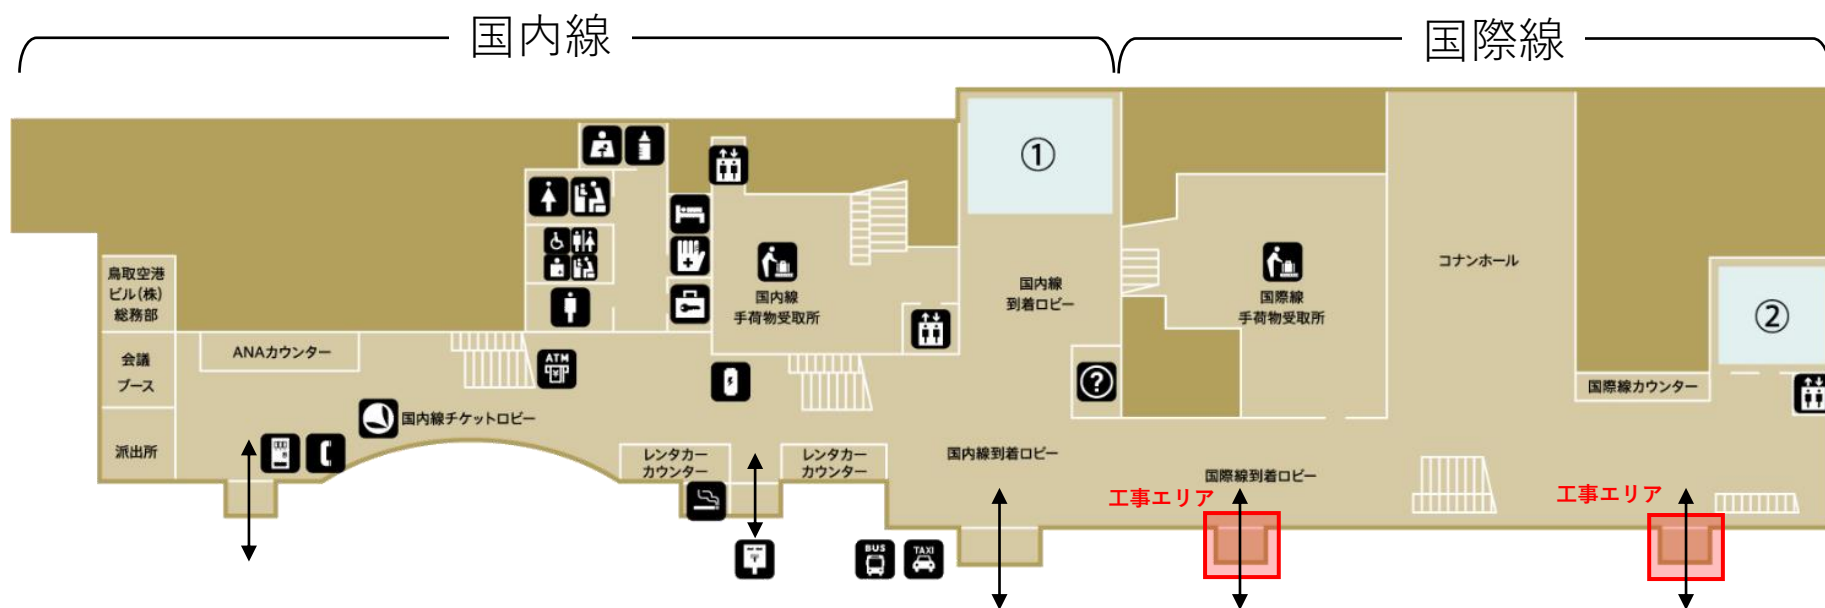 国内線
国際線
①
鳥取空港
ビル(株)
総務部
国内線
手荷物受取所
国内線
到着ロビー
国際線
手荷物受取所
コナンホール
②
ANAカウンター
会議
ブース
ATM
?
国際線カウンター
国内線チケットロビー
派出所
レンタカー
カウンター
レンタカー
カウンター
国内線到着ロビー
国際線到着ロビー
工事エリア
工事エリア
BUS
TAXI